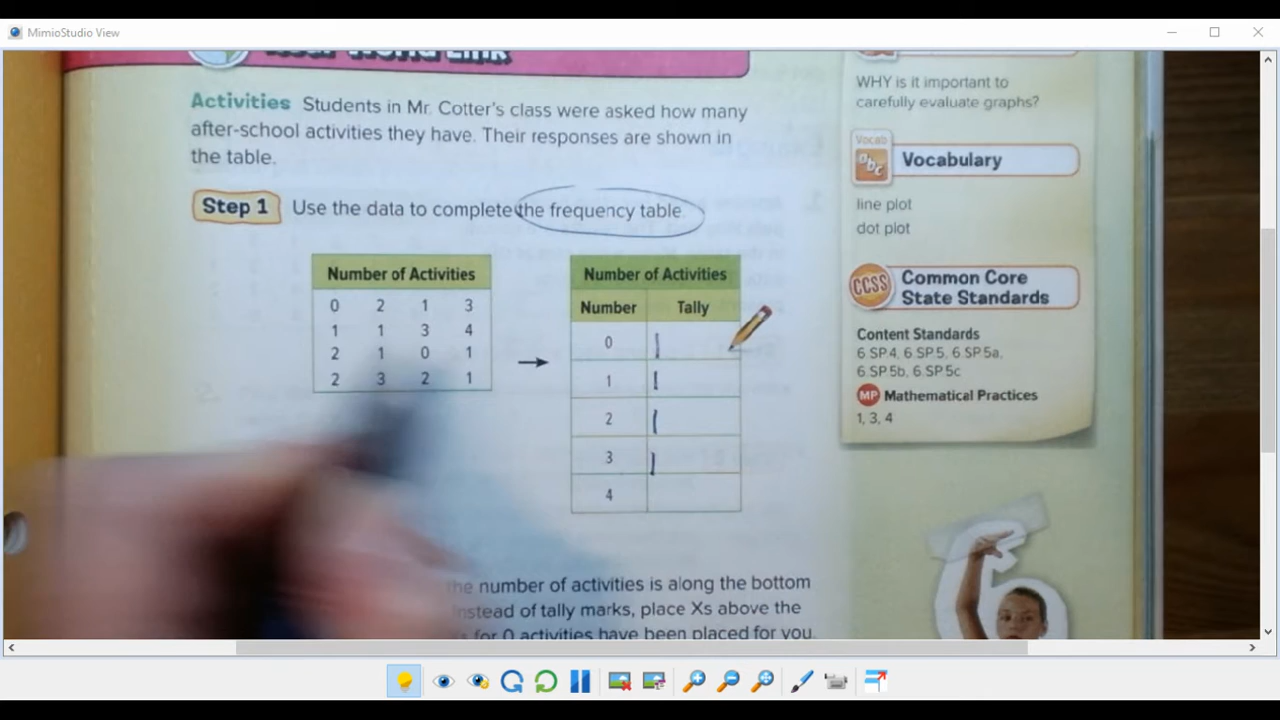 MimioStudio View
Activities Students in Mr. Cotter's class were asked how many
after-school activities they have. Their responses are shown in
the table.
Step 1 Use the data to complete the frequency table.
Number of Activities
0 2 1 3
1 1 3 4
2 1 0 1
2 3 2 1
Number of Activities
Number Tally
0 |
1 |
2 |
3 |
4
the number of activities is along the bottom
instead of tally marks, place Xs above the
for 0 activities have been placed for you.
WHY is it important to
carefully evaluate graphs?
Vocab
abc
Vocabulary
line plot
dot plot
CCSS
Common Core
State Standards
Content Standards
6.SP.4, 6.SP.5, 6.SP.5a,
6.SP.5b, 6.SP.5c
MP Mathematical Practices
1, 3, 4